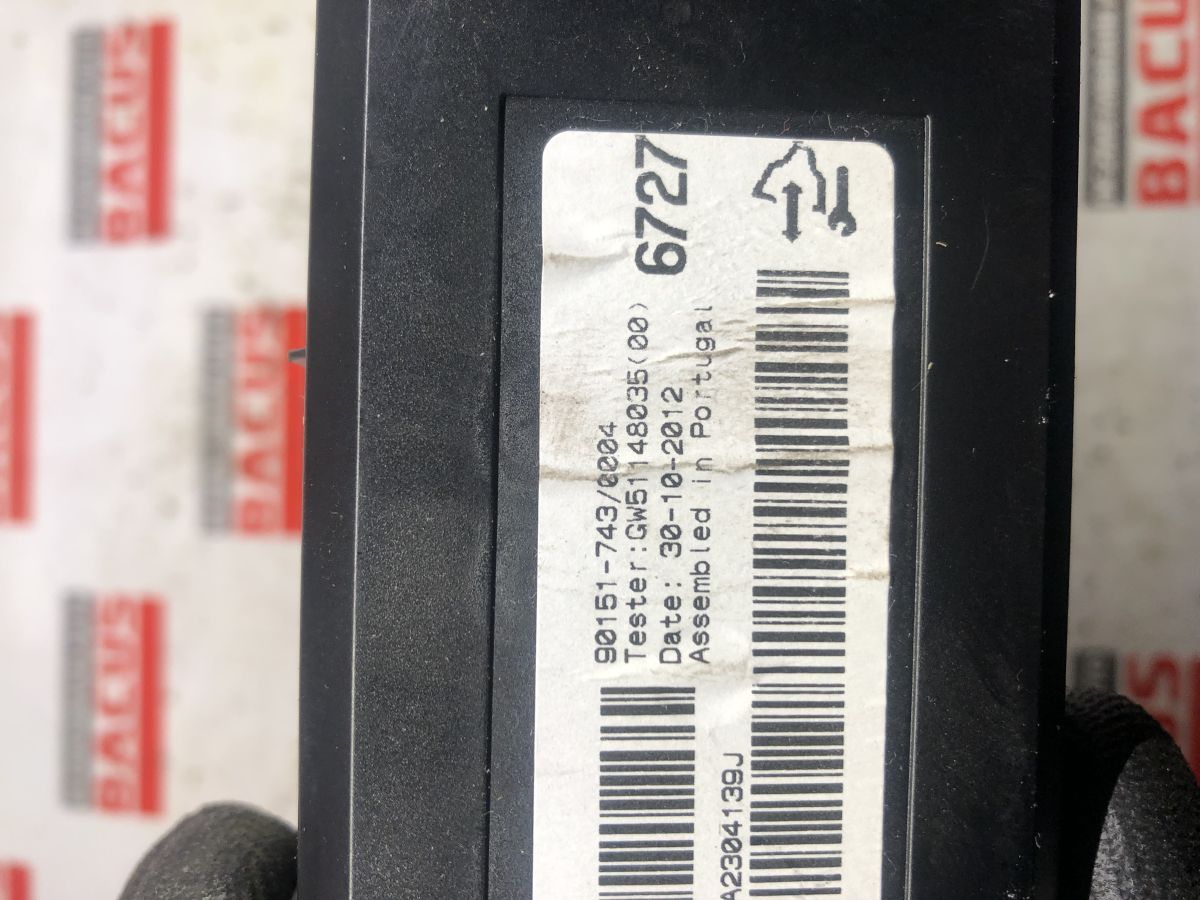 6727
90151-743/0004
Tester:GW51148035(00)
Date: 30-10-2012
Assembled in Portugal
A2304139J
BACUS
BACUS
BACUS
BACUS